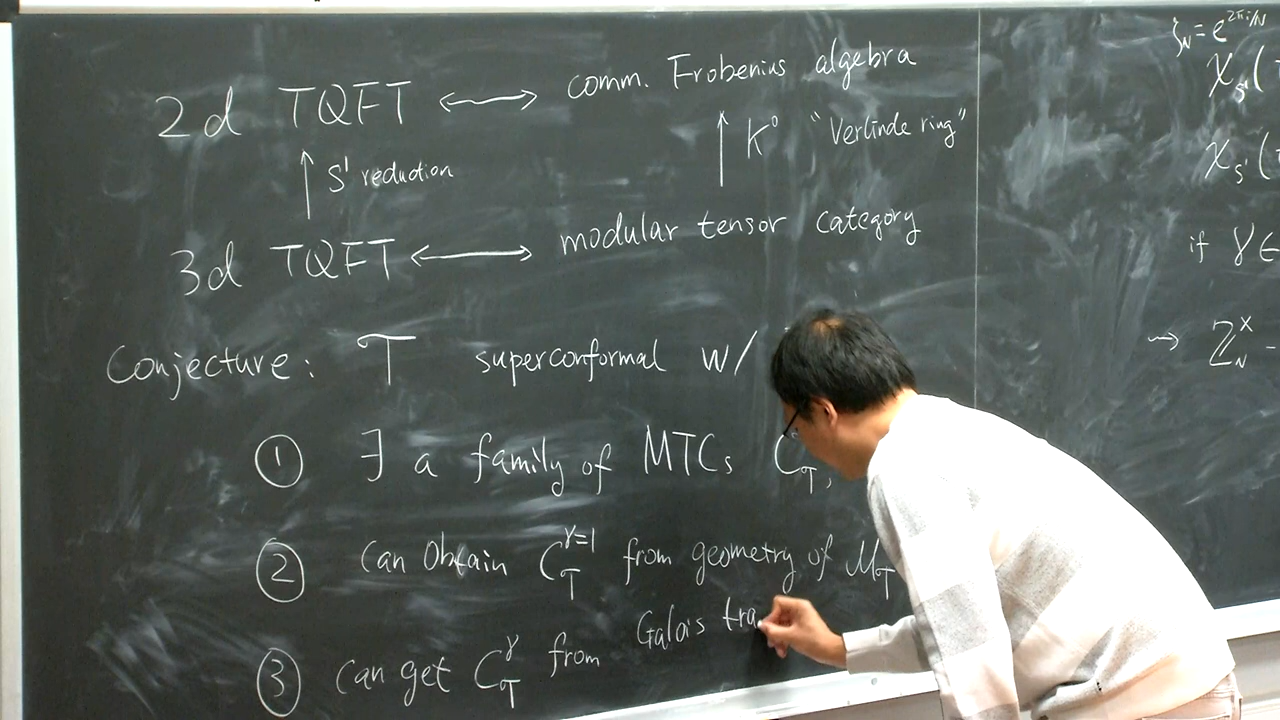 2d TQFT ⟷ comm. Frobenius algebra
↑ S¹ reduction ↑ K⁰ "Verlinde ring"
3d TQFT ⟷ modular tensor category
Conjecture: T superconformal w/
① ∃ a family of MTCs C_T,
② can obtain C_T^{γ=1} from geometry of M_T
③ can get C_T^γ from Galois tra
ζ_N = e^{2πi/N}
if γ ∈
→ Z_N^×